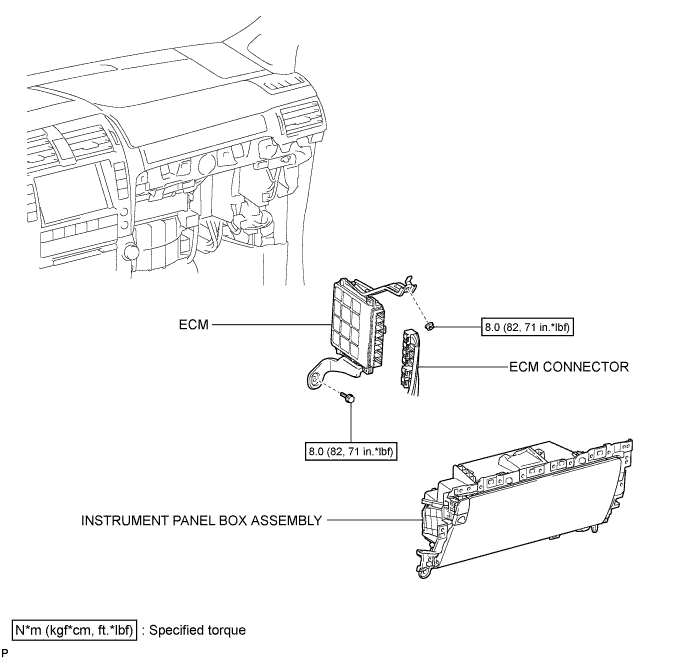 ECM
8.0 (82, 71 in.*lbf)
ECM CONNECTOR
8.0 (82, 71 in.*lbf)
INSTRUMENT PANEL BOX ASSEMBLY
N*m (kgf*cm, ft.*lbf) : Specified torque
P